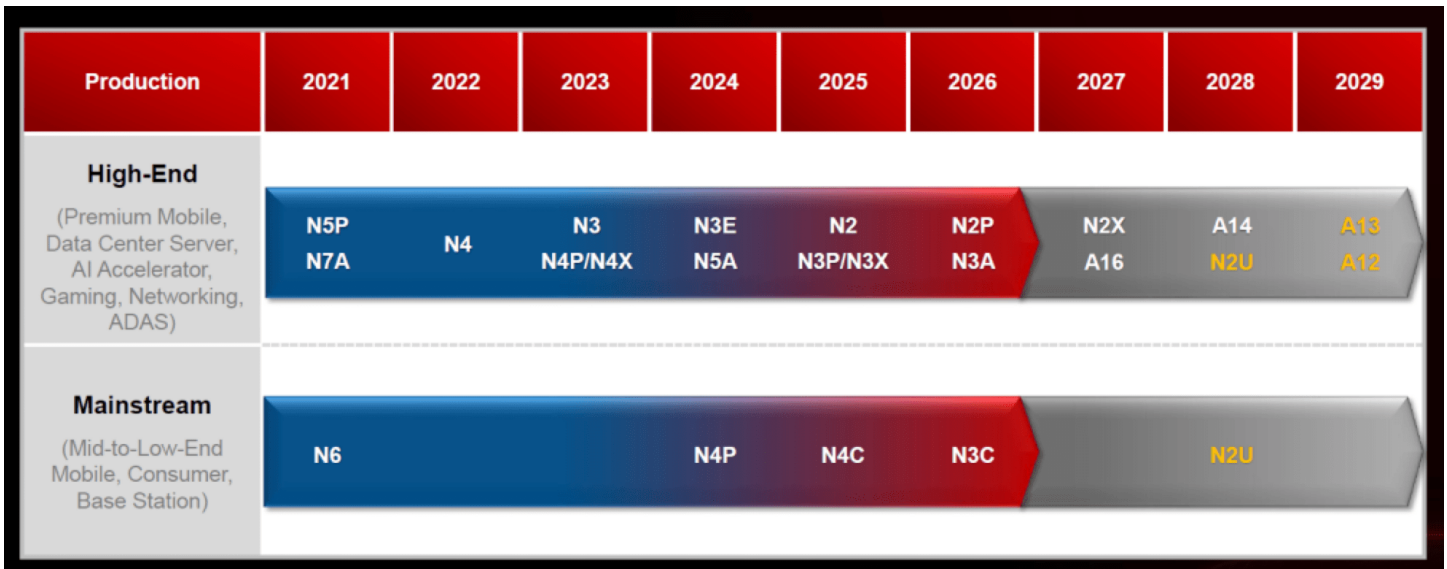 Production 2021 2022 2023 2024 2025 2026 2027 2028 2029
High-End
(Premium Mobile,
Data Center Server,
AI Accelerator,
Gaming, Networking,
ADAS)
N5P N3 N3E N2 N2P N2X A14 A13
N4
N7A N4P/N4X N5A N3P/N3X N3A A16 N2U A12
Mainstream
(Mid-to-Low-End
Mobile, Consumer,
Base Station)
N6 N4P N4C N3C N2U